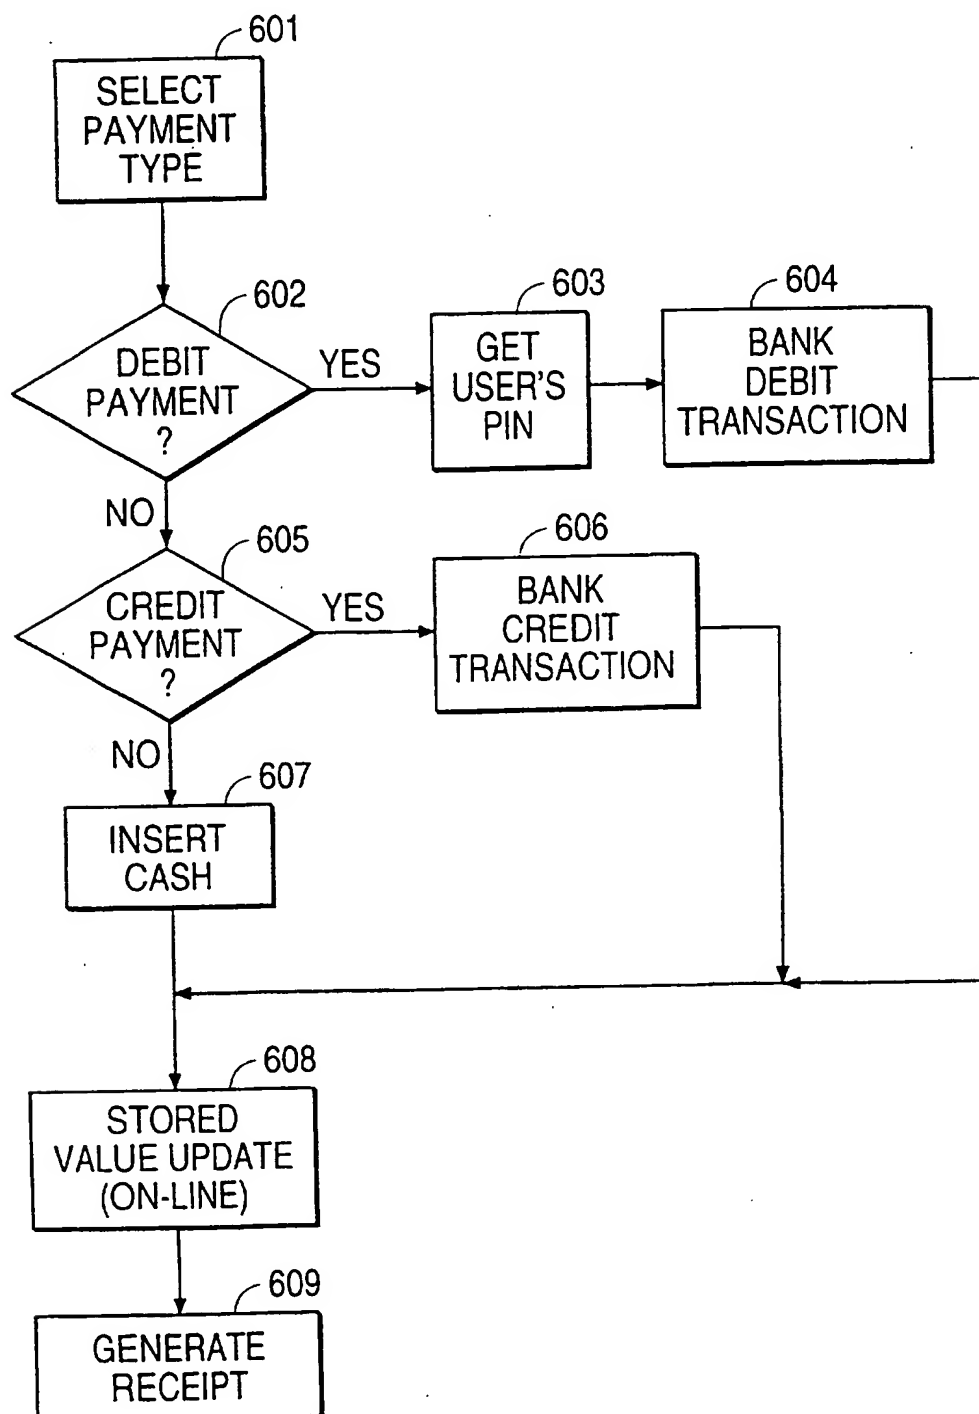 601
SELECT
PAYMENT
TYPE
602
DEBIT
PAYMENT
?
YES
603
GET
USER'S
PIN
604
BANK
DEBIT
TRANSACTION
NO
605
CREDIT
PAYMENT
?
YES
606
BANK
CREDIT
TRANSACTION
NO
607
INSERT
CASH
608
STORED
VALUE UPDATE
(ON-LINE)
609
GENERATE
RECEIPT